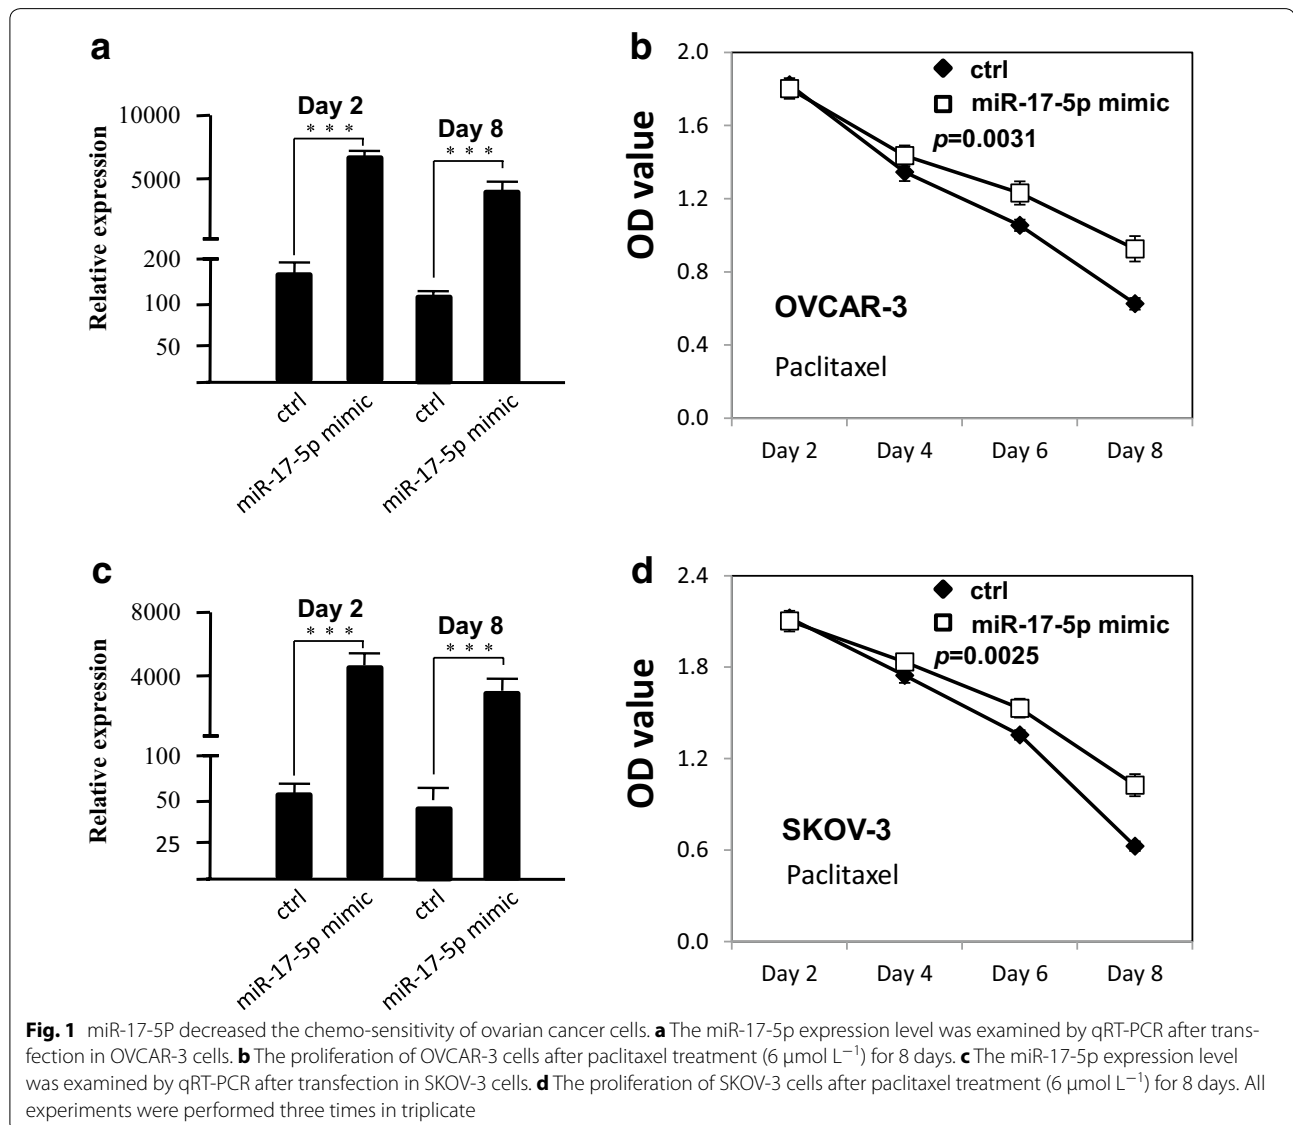 a
Day 2
Day 8
* * *
* * *
10000
5000
200
100
50
Relative expression
ctrl
miR-17-5p mimic
ctrl
miR-17-5p mimic
b
2.0
1.6
1.2
0.8
0.4
0.0
OD value
ctrl
miR-17-5p mimic
p=0.0031
OVCAR-3
Paclitaxel
Day 2 Day 4 Day 6 Day 8
c
Day 2
Day 8
* * *
* * *
8000
4000
100
50
25
Relative expression
ctrl
miR-17-5p mimic
ctrl
miR-17-5p mimic
d
2.4
1.8
1.2
0.6
0.0
OD value
ctrl
miR-17-5p mimic
p=0.0025
SKOV-3
Paclitaxel
Day 2 Day 4 Day 6 Day 8
Fig. 1 miR-17-5P decreased the chemo-sensitivity of ovarian cancer cells. a The miR-17-5p expression level was examined by qRT-PCR after trans-
fection in OVCAR-3 cells. b The proliferation of OVCAR-3 cells after paclitaxel treatment (6 μmol L⁻¹) for 8 days. c The miR-17-5p expression level
was examined by qRT-PCR after transfection in SKOV-3 cells. d The proliferation of SKOV-3 cells after paclitaxel treatment (6 μmol L⁻¹) for 8 days. All
experiments were performed three times in triplicate